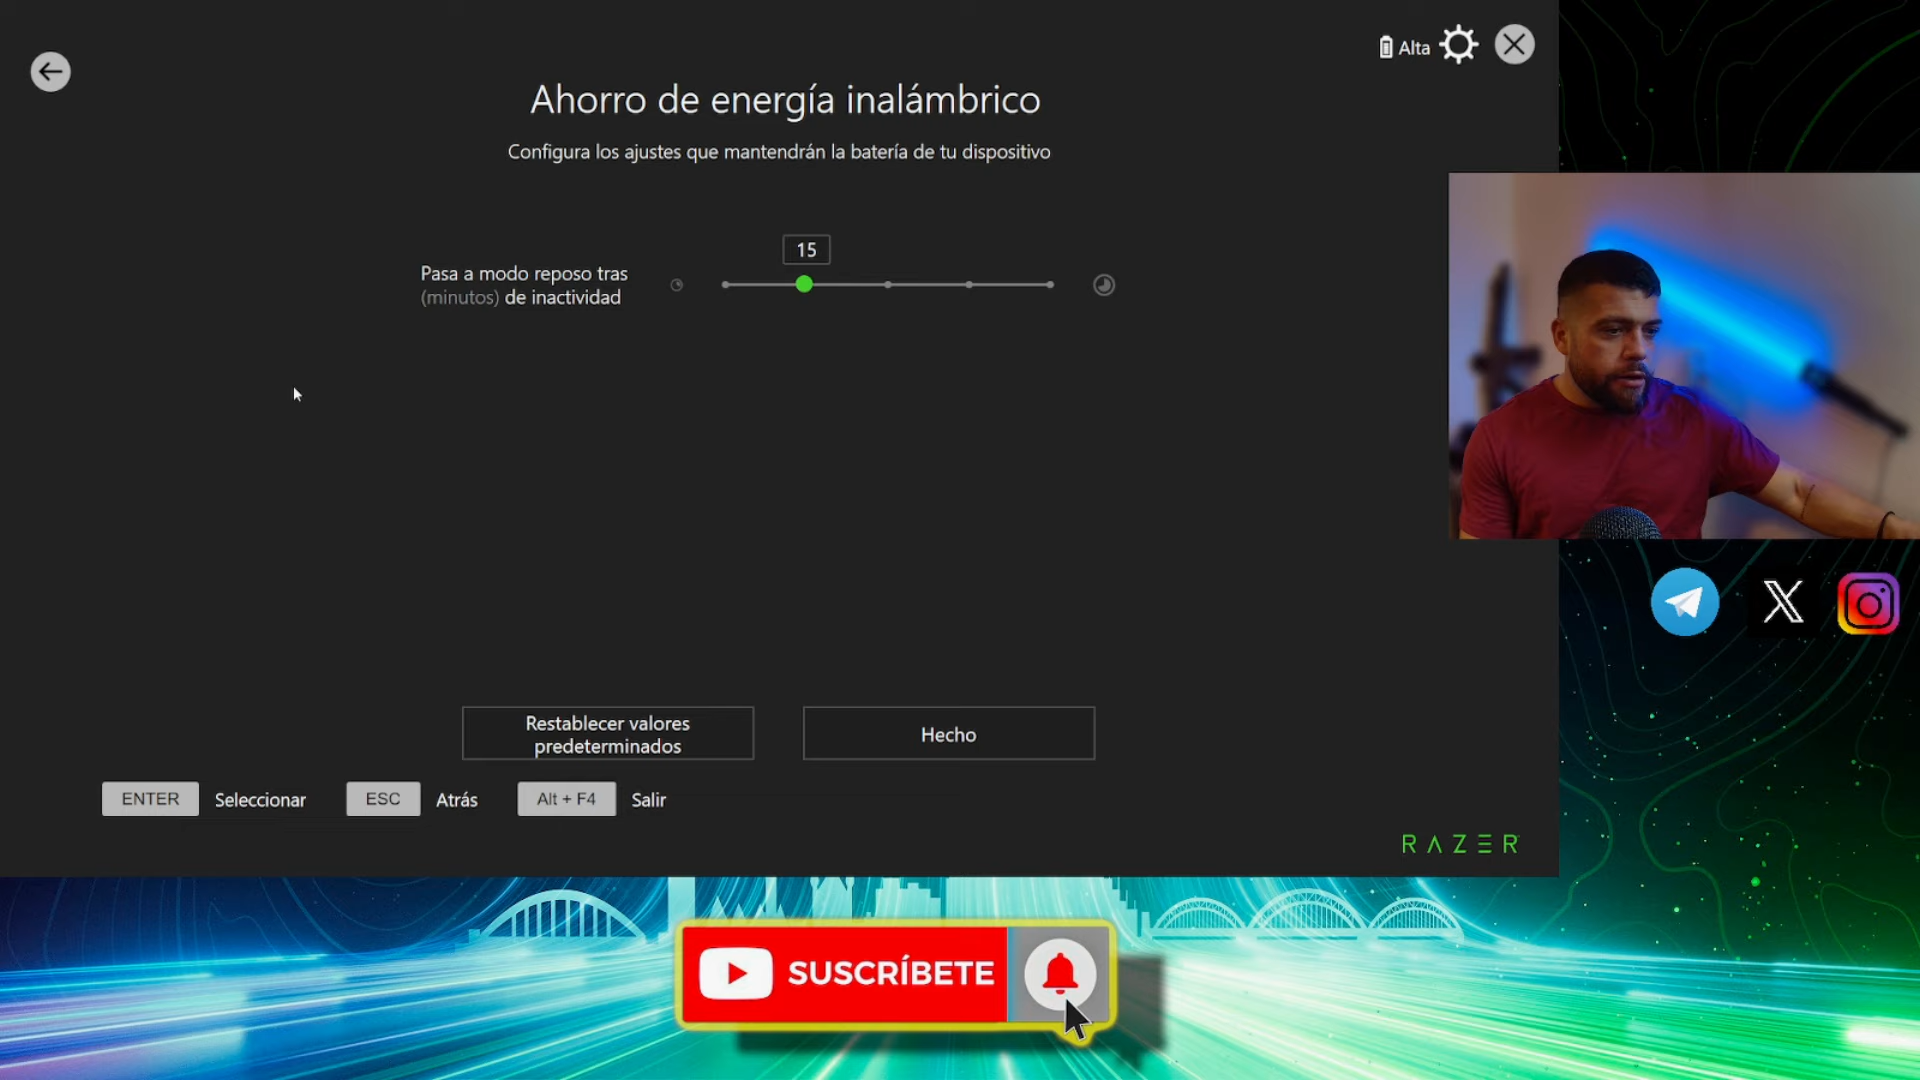 Alta
Ahorro de energía inalámbrico
Configura los ajustes que mantendrán la batería de tu dispositivo
15
Pasa a modo reposo tras
(minutos) de inactividad
Restablecer valores
predeterminados
Hecho
ENTER Seleccionar ESC Atrás Alt + F4 Salir
RAZER
SUSCRÍBETE